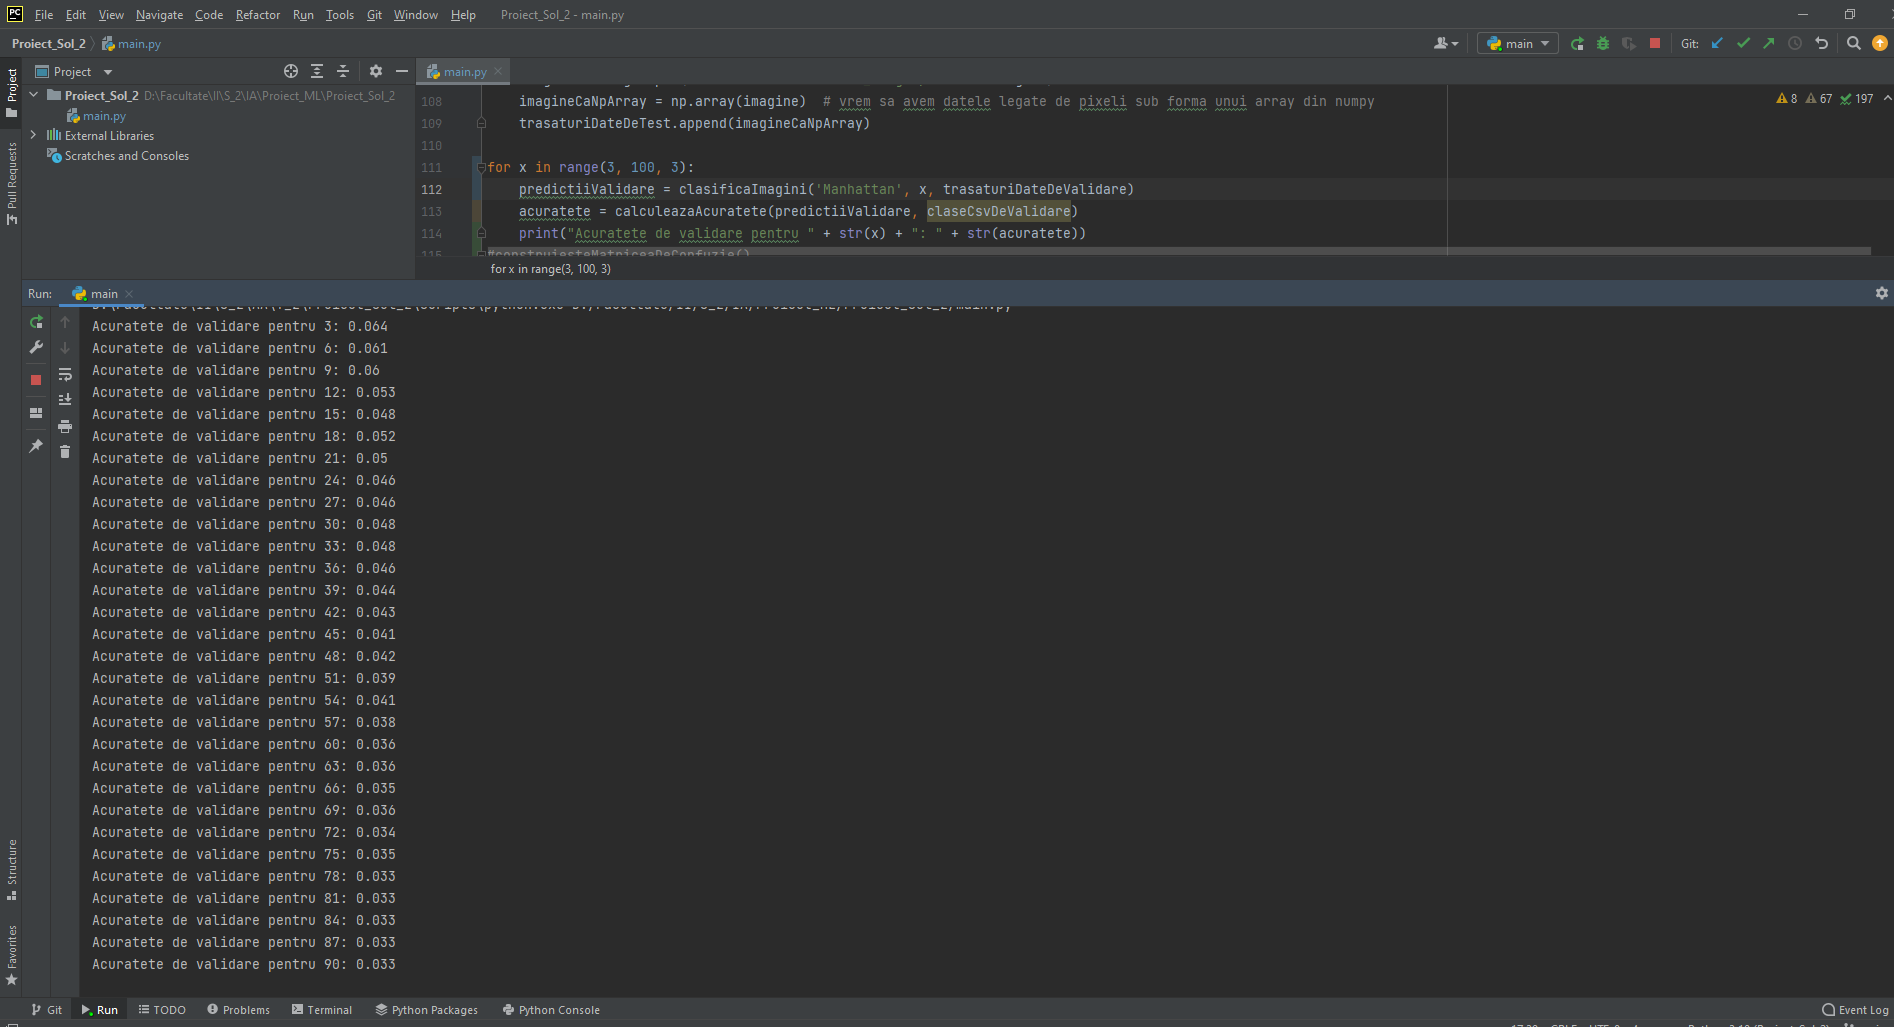 PC File Edit View Navigate Code Refactor Run Tools Git Window Help Proiect_Sol_2 - main.py
Proiect_Sol_2 main.py main Git:
Project
Pull Requests
Structure
Favorites
Project
Proiect_Sol_2 D:\Facultate\II\S_2\IA\Proiect_ML\Proiect_Sol_2
main.py
External Libraries
Scratches and Consoles
main.py
8 67 197
108 imagineCaNpArray = np.array(imagine) # vrem sa avem datele legate de pixeli sub forma unui array din numpy
109 trasaturiDateDeTest.append(imagineCaNpArray)
110
111 for x in range(3, 100, 3):
112 predictiiValidare = clasificaImagini('Manhattan', x, trasaturiDateDeValidare)
113 acuratete = calculeazaAcuratete(predictiiValidare, claseCsvDeValidare)
114 print("Acuratete de validare pentru " + str(x) + ": " + str(acuratete))
115 #construiesteMatriceaDeConfuzie()
for x in range(3, 100, 3)
Run: main
Acuratete de validare pentru 3: 0.064
Acuratete de validare pentru 6: 0.061
Acuratete de validare pentru 9: 0.06
Acuratete de validare pentru 12: 0.053
Acuratete de validare pentru 15: 0.048
Acuratete de validare pentru 18: 0.052
Acuratete de validare pentru 21: 0.05
Acuratete de validare pentru 24: 0.046
Acuratete de validare pentru 27: 0.046
Acuratete de validare pentru 30: 0.048
Acuratete de validare pentru 33: 0.048
Acuratete de validare pentru 36: 0.046
Acuratete de validare pentru 39: 0.044
Acuratete de validare pentru 42: 0.043
Acuratete de validare pentru 45: 0.041
Acuratete de validare pentru 48: 0.042
Acuratete de validare pentru 51: 0.039
Acuratete de validare pentru 54: 0.041
Acuratete de validare pentru 57: 0.038
Acuratete de validare pentru 60: 0.036
Acuratete de validare pentru 63: 0.036
Acuratete de validare pentru 66: 0.035
Acuratete de validare pentru 69: 0.036
Acuratete de validare pentru 72: 0.034
Acuratete de validare pentru 75: 0.035
Acuratete de validare pentru 78: 0.033
Acuratete de validare pentru 81: 0.033
Acuratete de validare pentru 84: 0.033
Acuratete de validare pentru 87: 0.033
Acuratete de validare pentru 90: 0.033
Git Run TODO Problems Terminal Python Packages Python Console Event Log